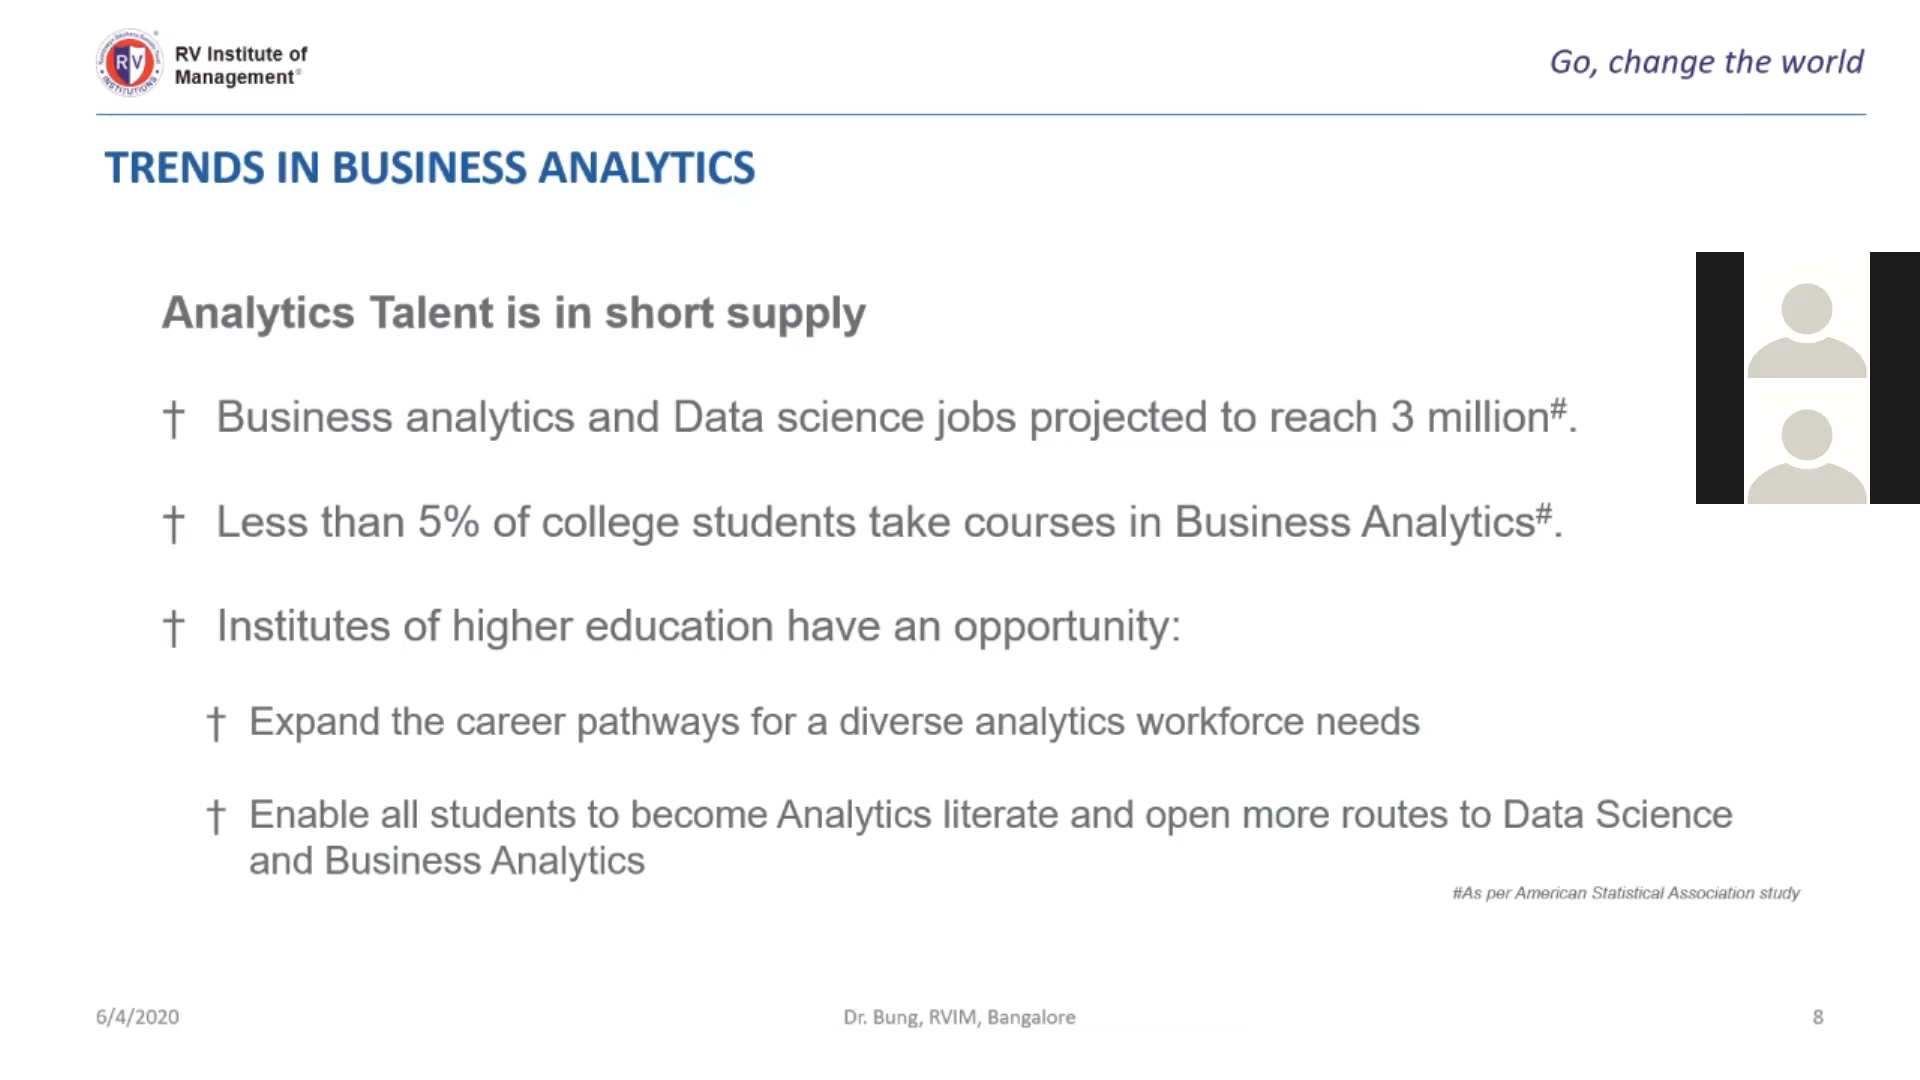 RV
INSTITUTIONS
RV Institute of
Management®
Go, change the world
TRENDS IN BUSINESS ANALYTICS
Analytics Talent is in short supply
† Business analytics and Data science jobs projected to reach 3 million#.
† Less than 5% of college students take courses in Business Analytics#.
† Institutes of higher education have an opportunity:
† Expand the career pathways for a diverse analytics workforce needs
† Enable all students to become Analytics literate and open more routes to Data Science
and Business Analytics
#As per American Statistical Association study
6/4/2020
Dr. Bung, RVIM, Bangalore
8